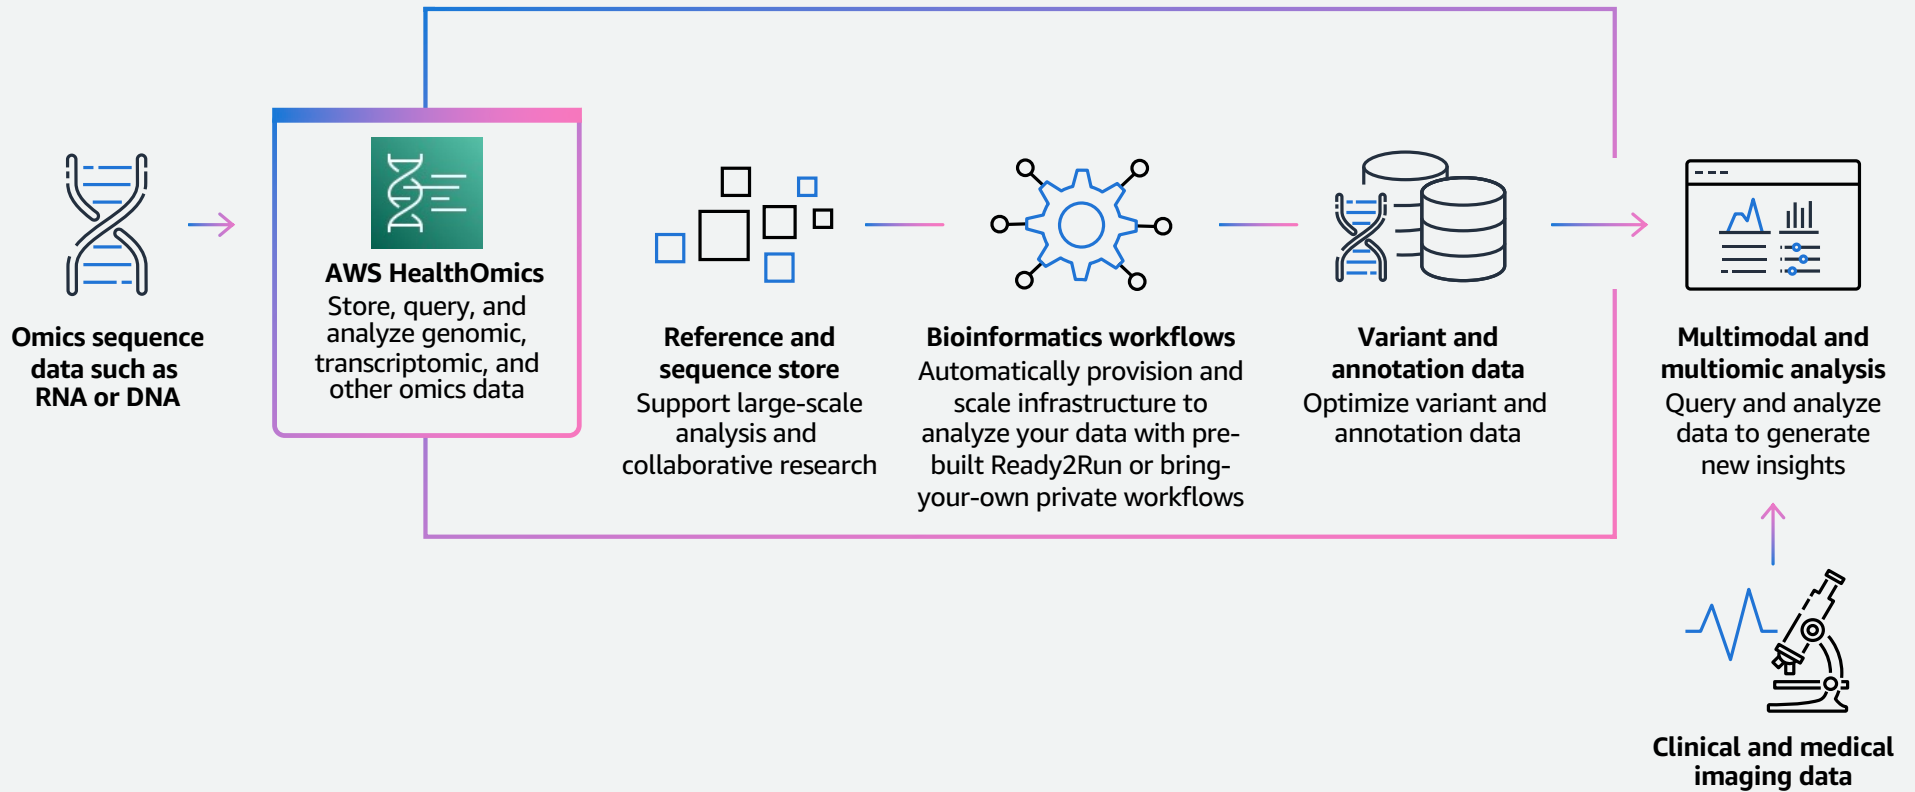 Omics sequence
data such as
RNA or DNA
AWS HealthOmics
Store, query, and
analyze genomic,
transcriptomic, and
other omics data
Reference and
sequence store
Support large-scale
analysis and
collaborative research
Bioinformatics workflows
Automatically provision and
scale infrastructure to
analyze your data with pre-
built Ready2Run or bring-
your-own private workflows
Variant and
annotation data
Optimize variant and
annotation data
Multimodal and
multiomic analysis
Query and analyze
data to generate
new insights
Clinical and medical
imaging data